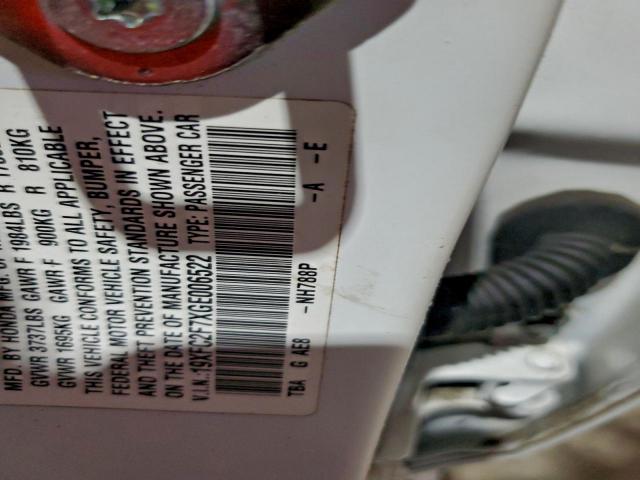 MFD. BY HONDA MFG. OF
GVWR 3737LBS GAWR F 1984LBS R
GVWR 1695KG GAWR F 900KG R 810KG
THIS VEHICLE CONFORMS TO ALL APPLICABLE
FEDERAL MOTOR VEHICLE SAFETY, BUMPER,
AND THEFT PREVENTION STANDARDS IN EFFECT
ON THE DATE OF MANUFACTURE SHOWN ABOVE.
V.I.N.: 19XFC2F7XGE006522 TYPE: PASSENGER CAR
TBA G AE8 -NH788P -A -E